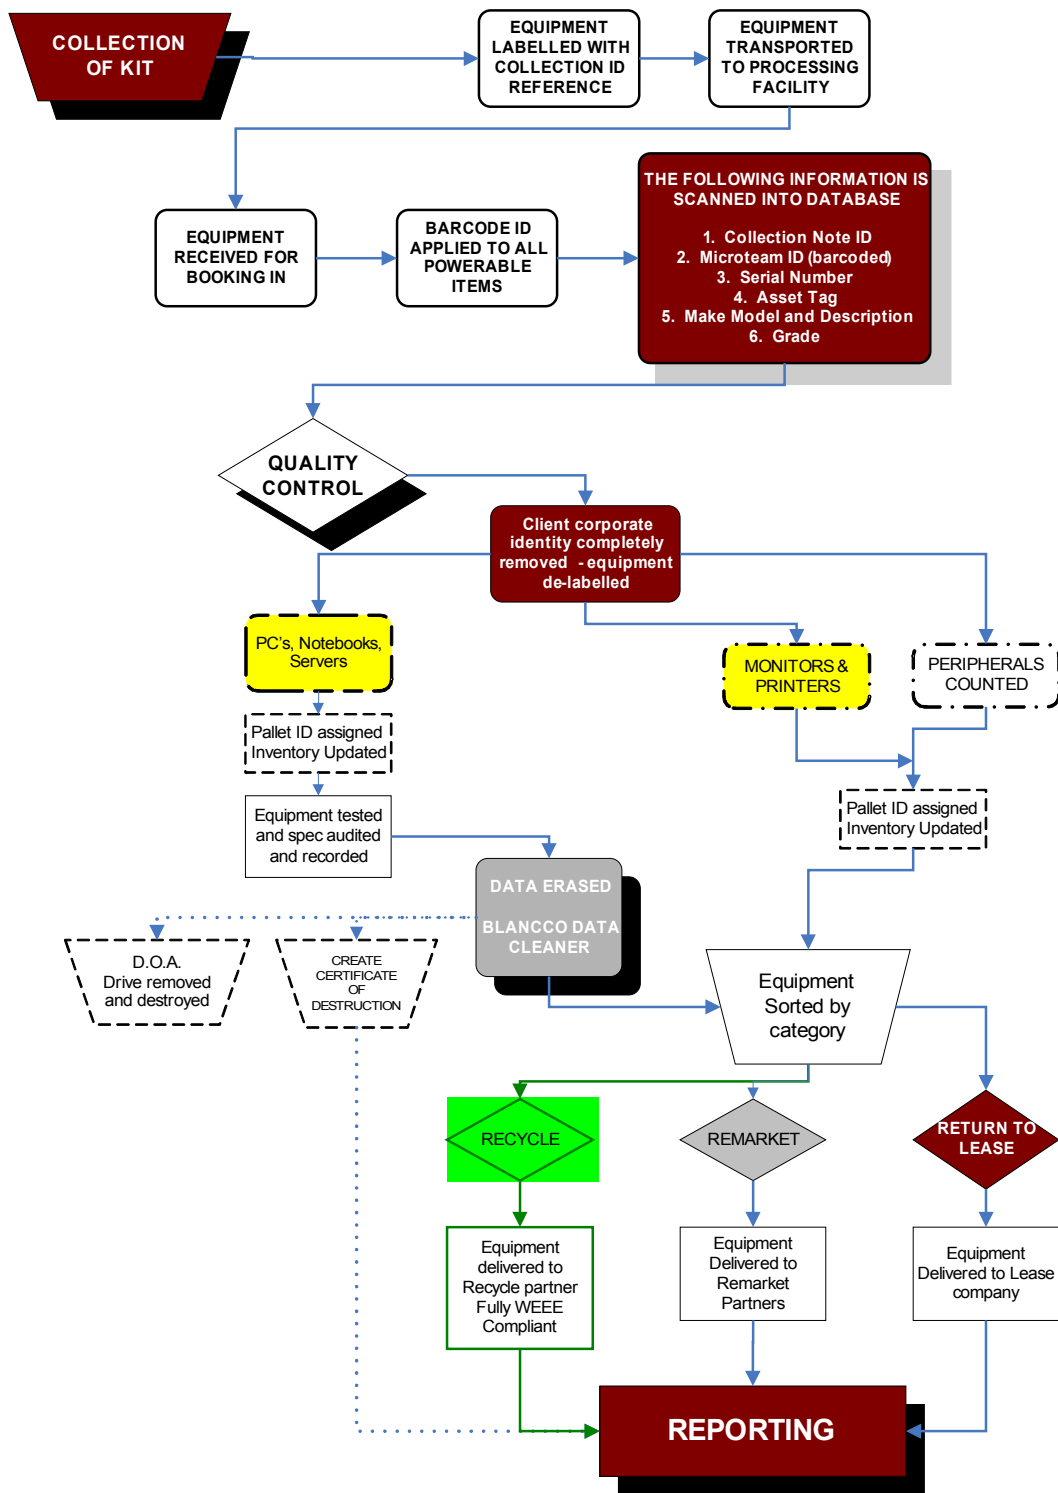 COLLECTION
OF KIT
EQUIPMENT
LABELLED WITH
COLLECTION ID
REFERENCE
EQUIPMENT
TRANSPORTED
TO PROCESSING
FACILITY
EQUIPMENT
RECEIVED FOR
BOOKING IN
BARCODE ID
APPLIED TO ALL
POWERABLE
ITEMS
THE FOLLOWING INFORMATION IS
SCANNED INTO DATABASE
1. Collection Note ID
2. Microteam ID (barcoded)
3. Serial Number
4. Asset Tag
5. Make Model and Description
6. Grade
QUALITY
CONTROL
Client corporate
identity completely
removed - equipment
de-labelled
PC's, Notebooks,
Servers
MONITORS &
PRINTERS
PERIPHERALS
COUNTED
Pallet ID assigned
Inventory Updated
Equipment tested
and spec audited
and recorded
Pallet ID assigned
Inventory Updated
DATA ERASED
BLANCCO DATA
CLEANER
D.O.A.
Drive removed
and destroyed
CREATE
CERTIFICATE
OF
DESTRUCTION
Equipment
Sorted by
category
RECYCLE
REMARKET
RETURN TO
LEASE
Equipment
delivered to
Recycle partner
Fully WEEE
Compliant
Equipment
Delivered to
Remarket
Partners
Equipment
Delivered to Lease
company
REPORTING